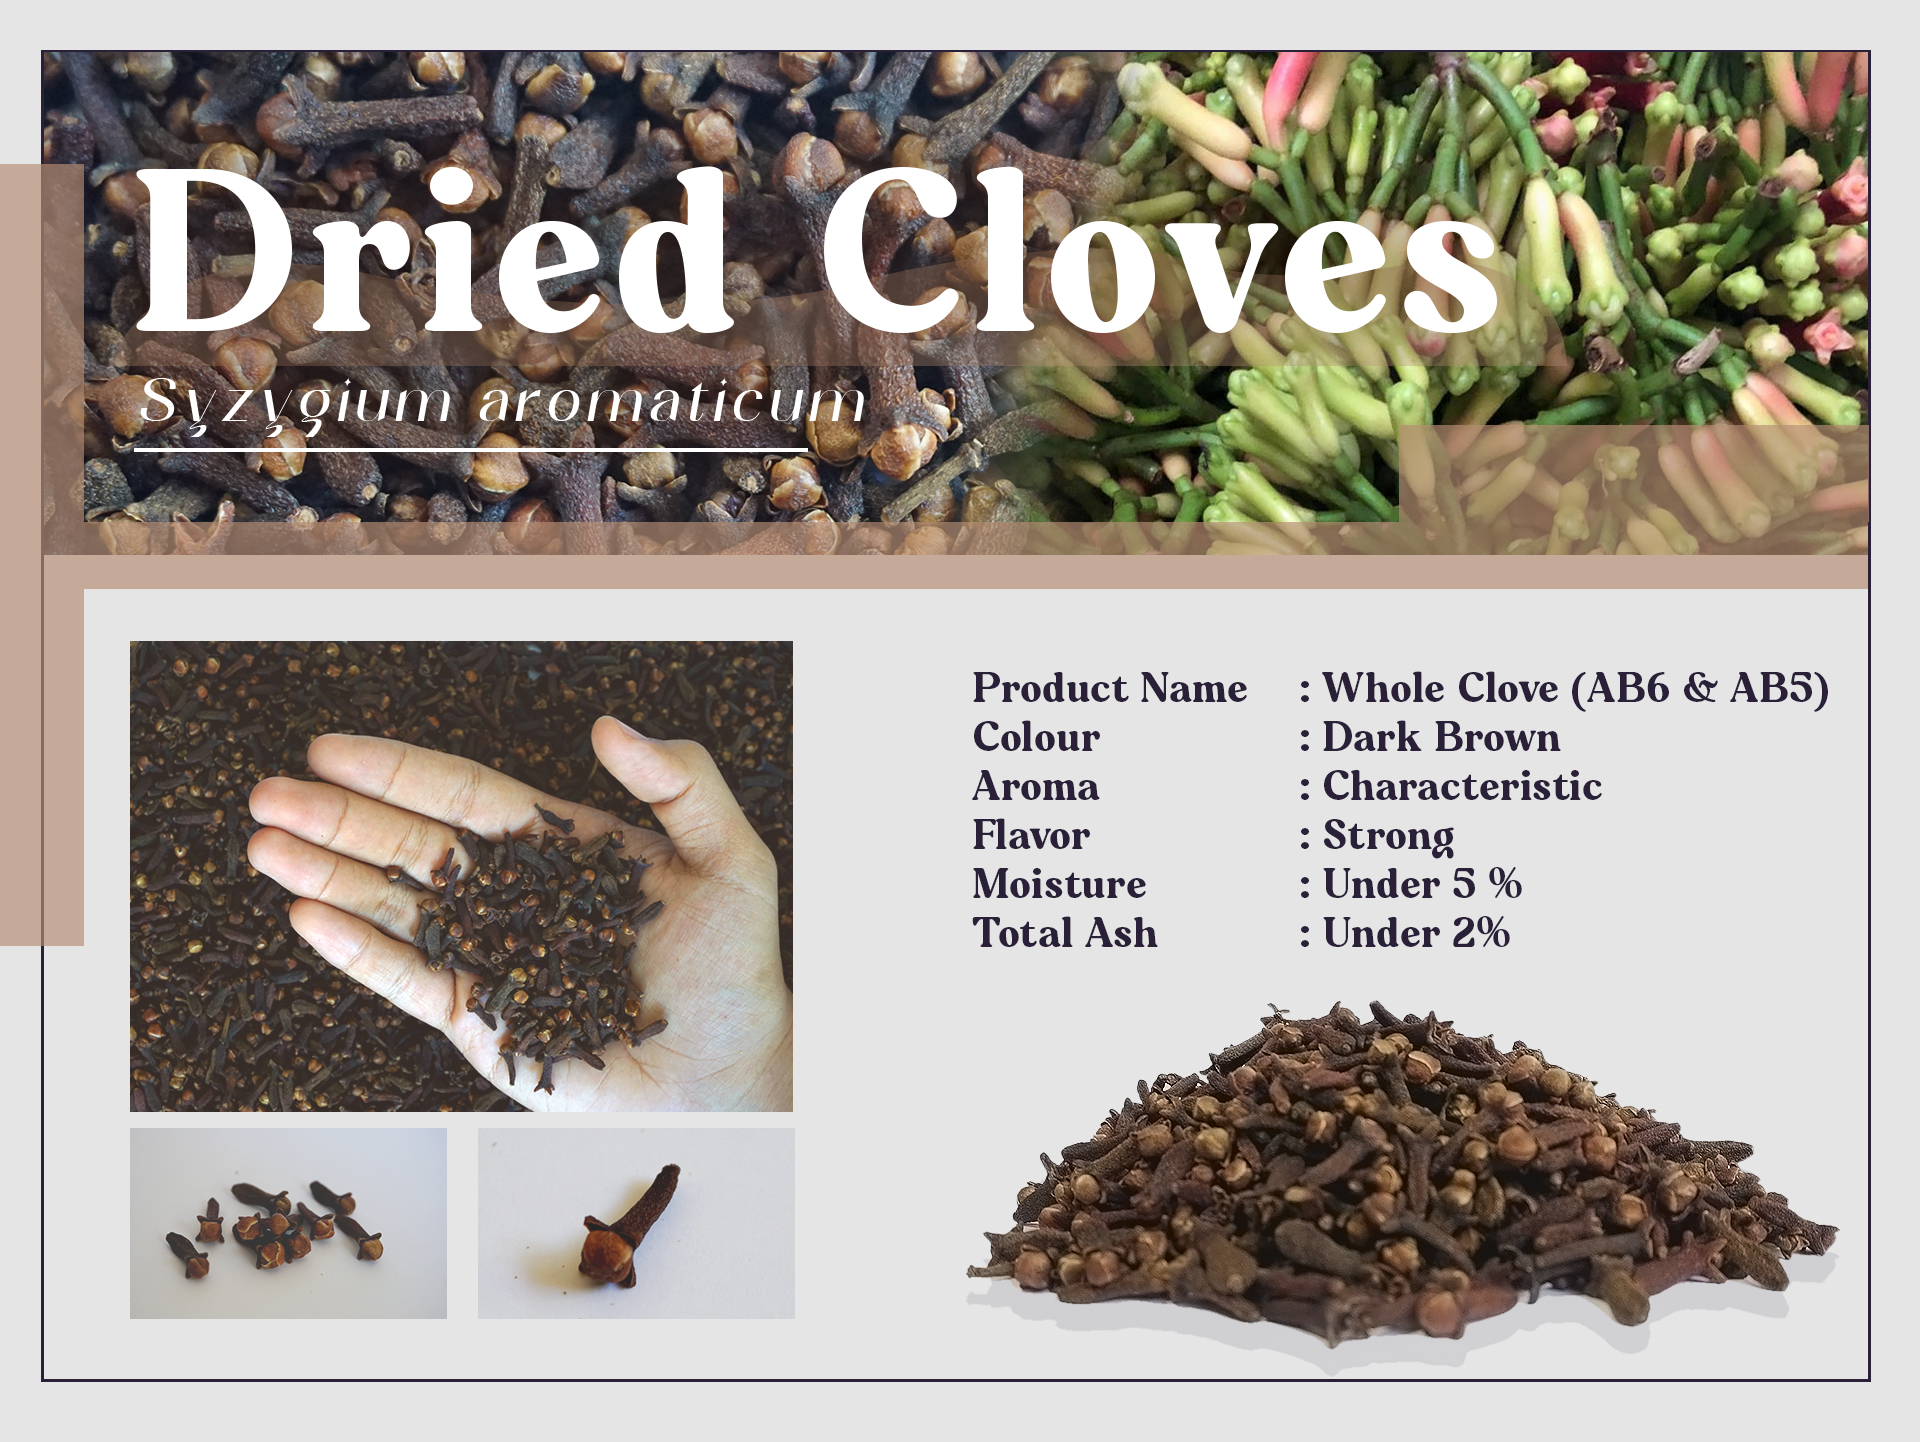 Dried Cloves
Syzygium aromaticum
Product Name : Whole Clove (AB6 & AB5)
Colour : Dark Brown
Aroma : Characteristic
Flavor : Strong
Moisture : Under 5 %
Total Ash : Under 2%